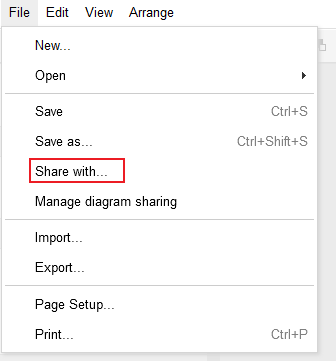 File Edit View Arrange
New...
Open
Save Ctrl+S
Save as... Ctrl+Shift+S
Share with...
Manage diagram sharing
Import...
Export...
Page Setup...
Print... Ctrl+P